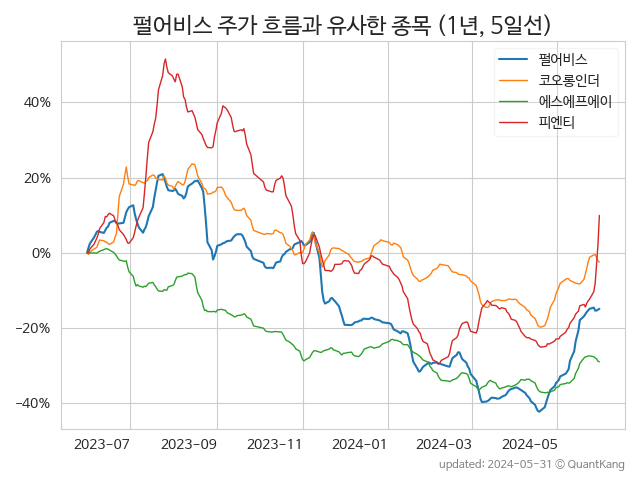 펄어비스 주가 흐름과 유사한 종목 (1년, 5일선)
펄어비스
코오롱인더
에스에프에이
피엔티
40%
20%
0%
−20%
−40%
2023-07
2023-09
2023-11
2024-01
2024-03
2024-05
updated: 2024-05-31 © QuantKang